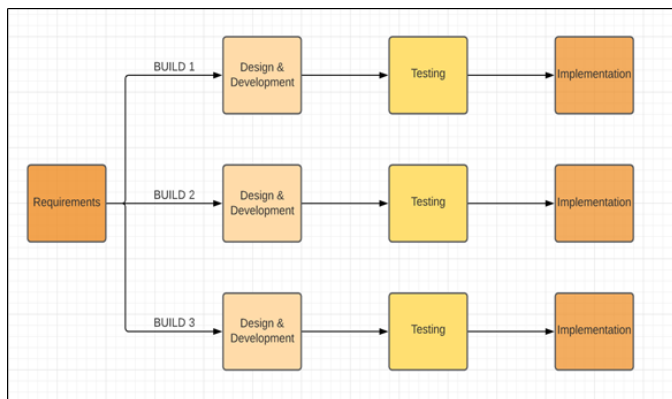 BUILD 1
Design &
Development
Testing
Implementation
Requirements
BUILD 2
Design &
Development
Testing
Implementation
BUILD 3
Design &
Development
Testing
Implementation